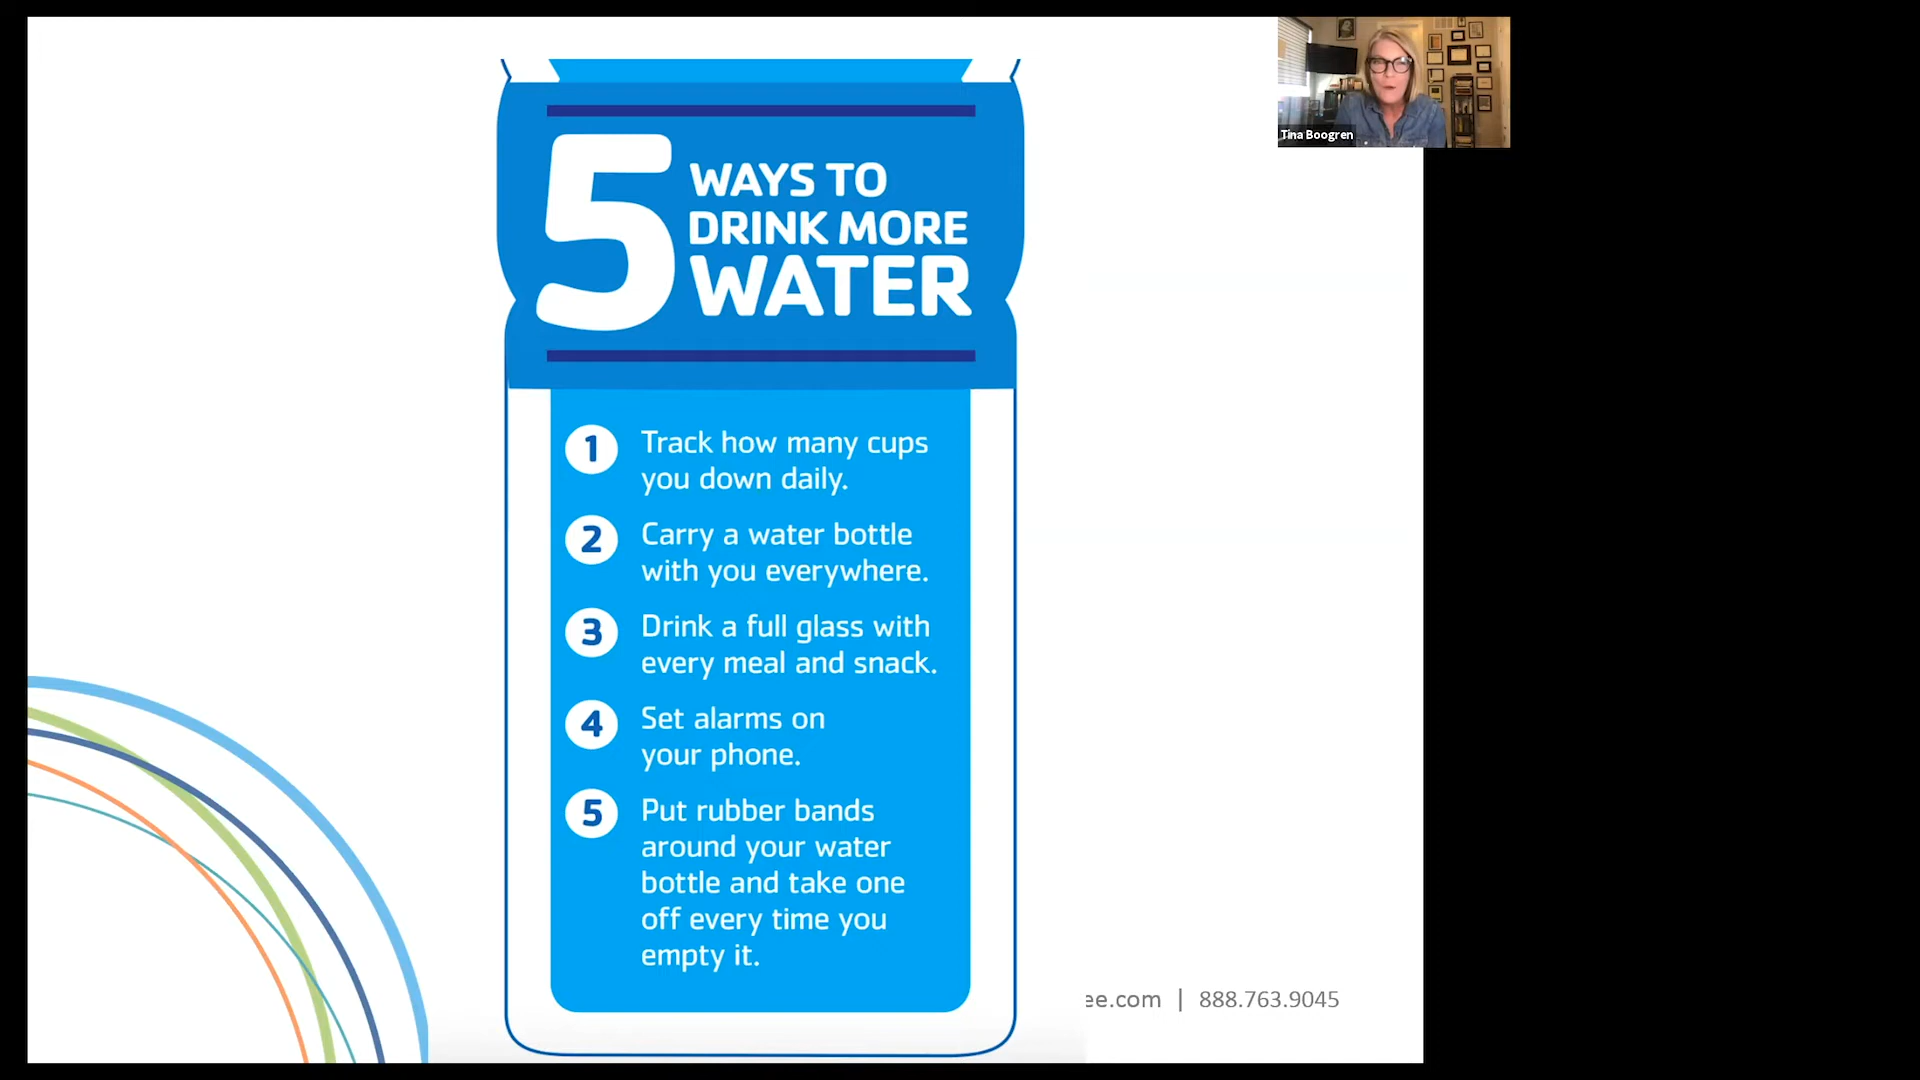 Tina Boogren
5 WAYS TO
DRINK MORE
WATER
1 Track how many cups
you down daily.
2 Carry a water bottle
with you everywhere.
3 Drink a full glass with
every meal and snack.
4 Set alarms on
your phone.
5 Put rubber bands
around your water
bottle and take one
off every time you
empty it.
ee.com | 888.763.9045